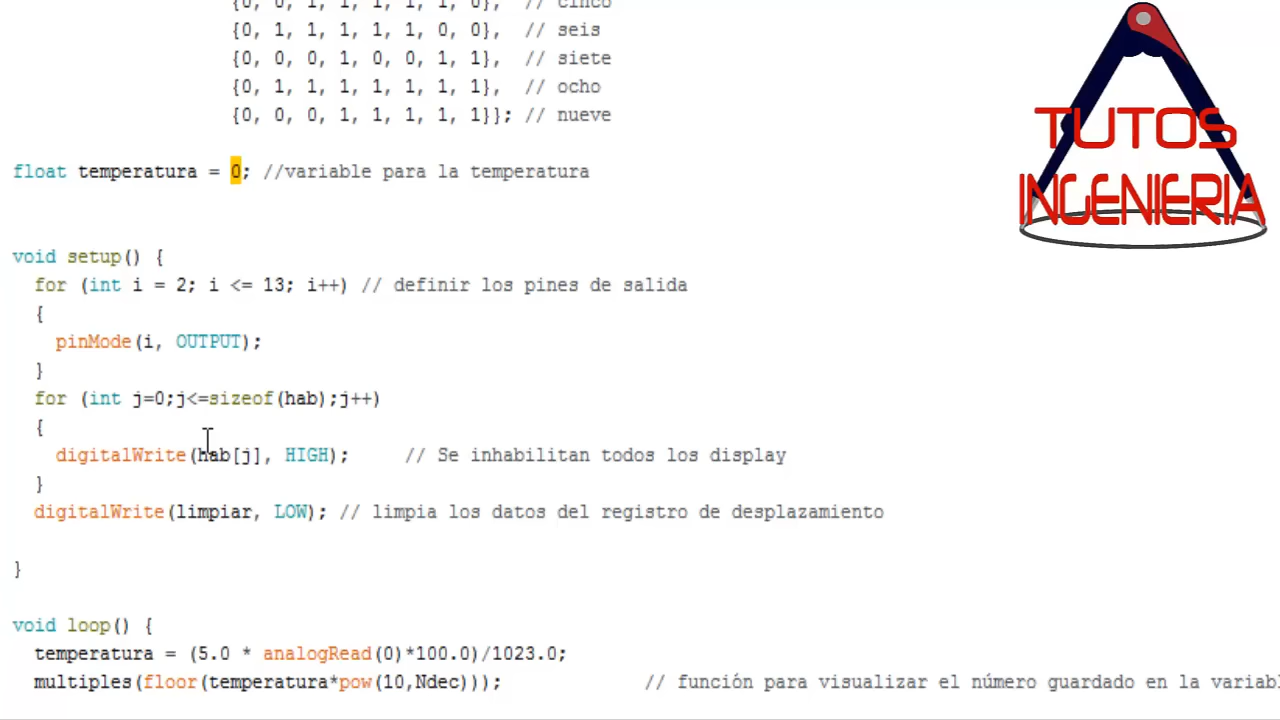 {0, 0, 1, 1, 1, 1, 1, 0}, // cinco
{0, 1, 1, 1, 1, 1, 0, 0}, // seis
{0, 0, 0, 1, 0, 0, 1, 1}, // siete
{0, 1, 1, 1, 1, 1, 1, 1}, // ocho
{0, 0, 0, 1, 1, 1, 1, 1}}; // nueve
TUTOS
INGENIERIA
float temperatura = 0; //variable para la temperatura
void setup() {
for (int i = 2; i <= 13; i++) // definir los pines de salida
{
pinMode(i, OUTPUT);
}
for (int j=0;j<=sizeof(hab);j++)
{
digitalWrite(hab[j], HIGH); // Se inhabilitan todos los display
}
digitalWrite(limpiar, LOW); // limpia los datos del registro de desplazamiento
}
void loop() {
temperatura = (5.0 * analogRead(0)*100.0)/1023.0;
multiples(floor(temperatura*pow(10,Ndec))); // función para visualizar el número guardado en la variabl